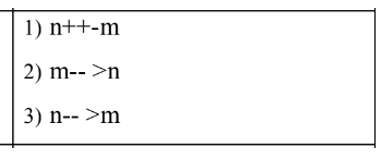 1) n++-m
2) m-- >n
3) n-- >m